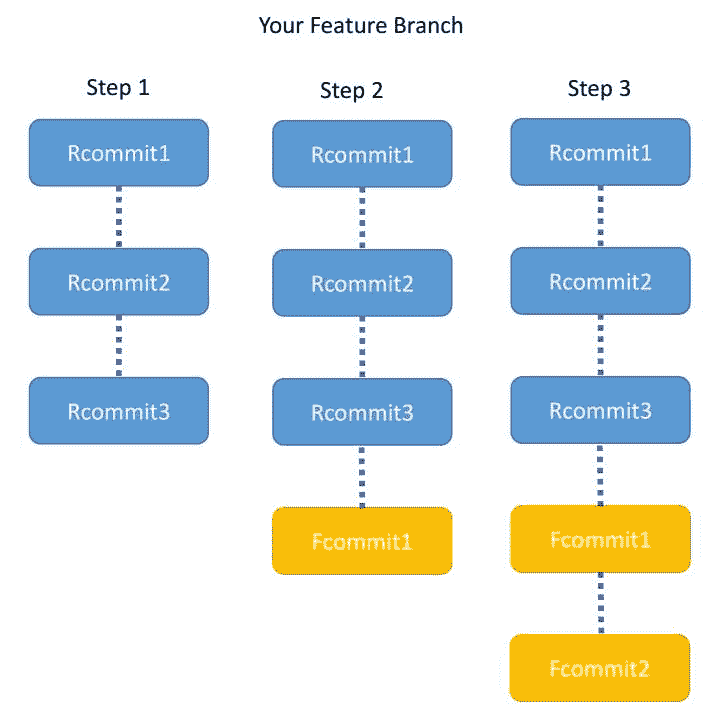 Your Feature Branch
Step 1
Rcommit1
Rcommit2
Rcommit3
Step 2
Rcommit1
Rcommit2
Rcommit3
Fcommit1
Step 3
Rcommit1
Rcommit2
Rcommit3
Fcommit1
Fcommit2